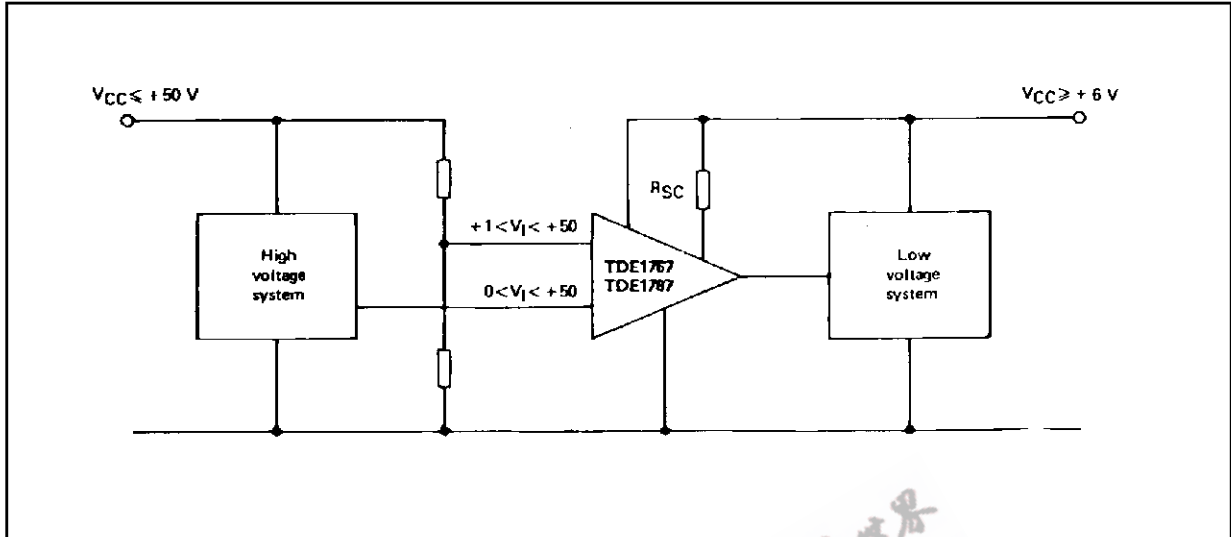 VCC ⩽ +50 V
VCC ⩾ +6 V
RSC
+1<VI<+50
High
voltage
system
TDE1767
TDE1787
Low
voltage
system
0<VI<+50